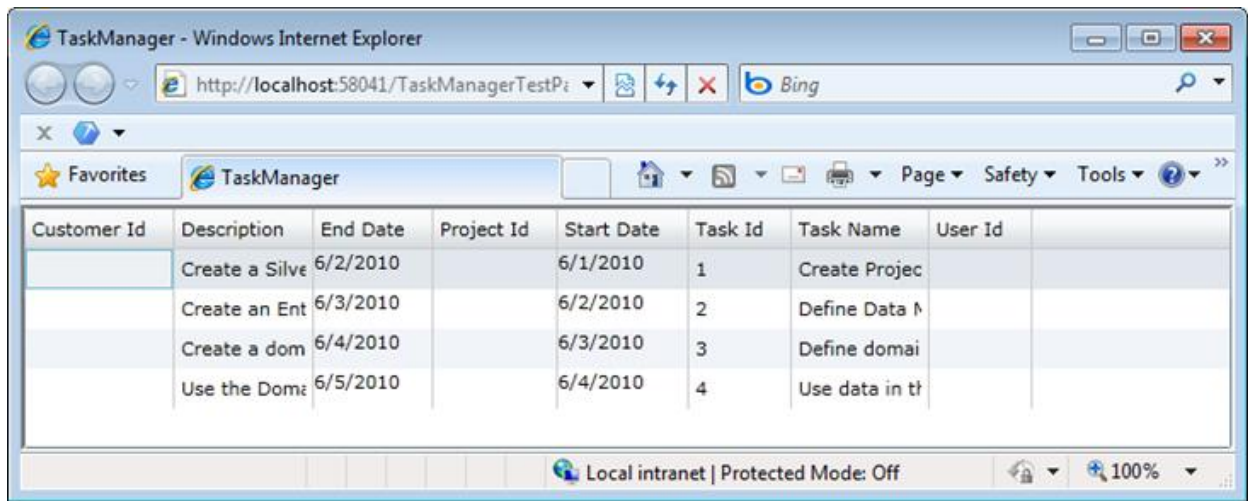 TaskManager - Windows Internet Explorer
http://localhost:58041/TaskManagerTestPa Bing
Favorites TaskManager Page Safety Tools
Customer Id Description End Date Project Id Start Date Task Id Task Name User Id
Create a Silve 6/2/2010 6/1/2010 1 Create Projec
Create an Ent 6/3/2010 6/2/2010 2 Define Data M
Create a dom 6/4/2010 6/3/2010 3 Define domai
Use the Doma 6/5/2010 6/4/2010 4 Use data in th
Local intranet | Protected Mode: Off 100%